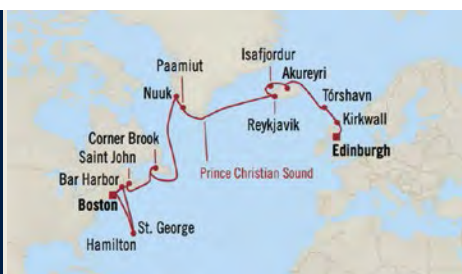 Isafjordur
Paamiut
Akureyri
Nuuk
Tórshavn
Kirkwall
Corner Brook
Reykjavik
Saint John
Edinburgh
Bar Harbor
Prince Christian Sound
Boston
St. George
Hamilton